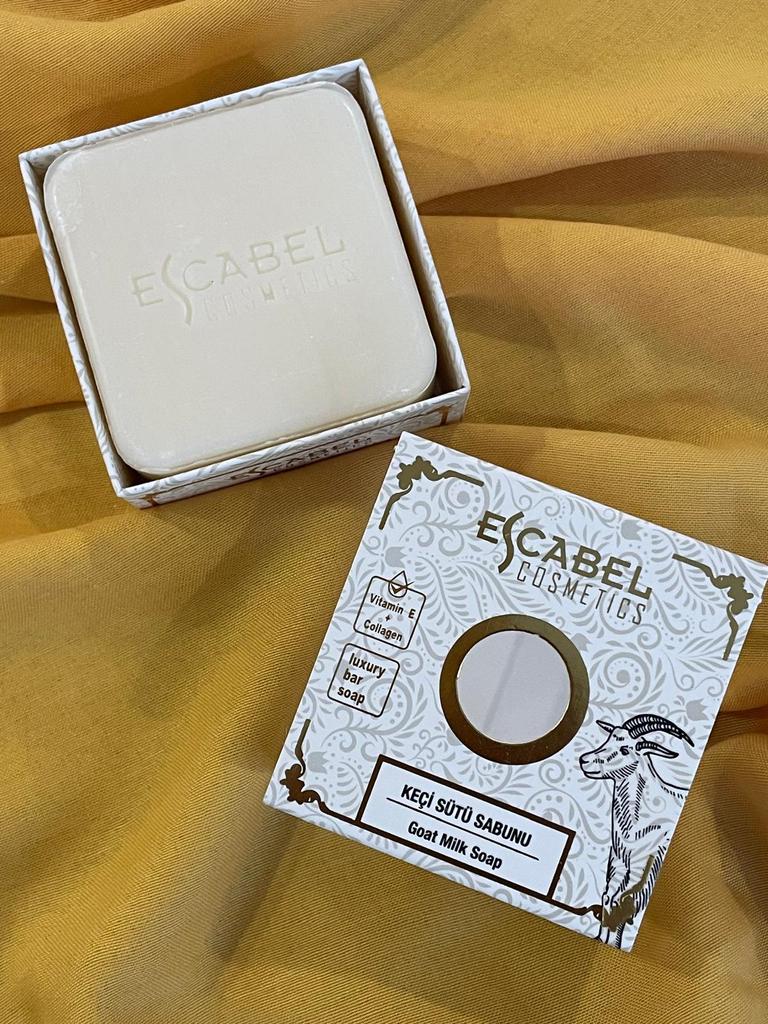 ESCABEL
COSMETICS
ESCABEL
COSMETICS
Vitamin E
+
Collagen
luxury
bar
soap
KEÇİ SÜTÜ SABUNU
Goat Milk Soap